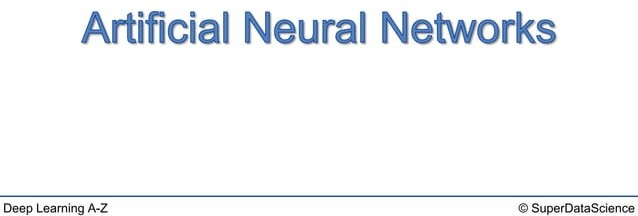 Artificial Neural Networks
Deep Learning A-Z
© SuperDataScience